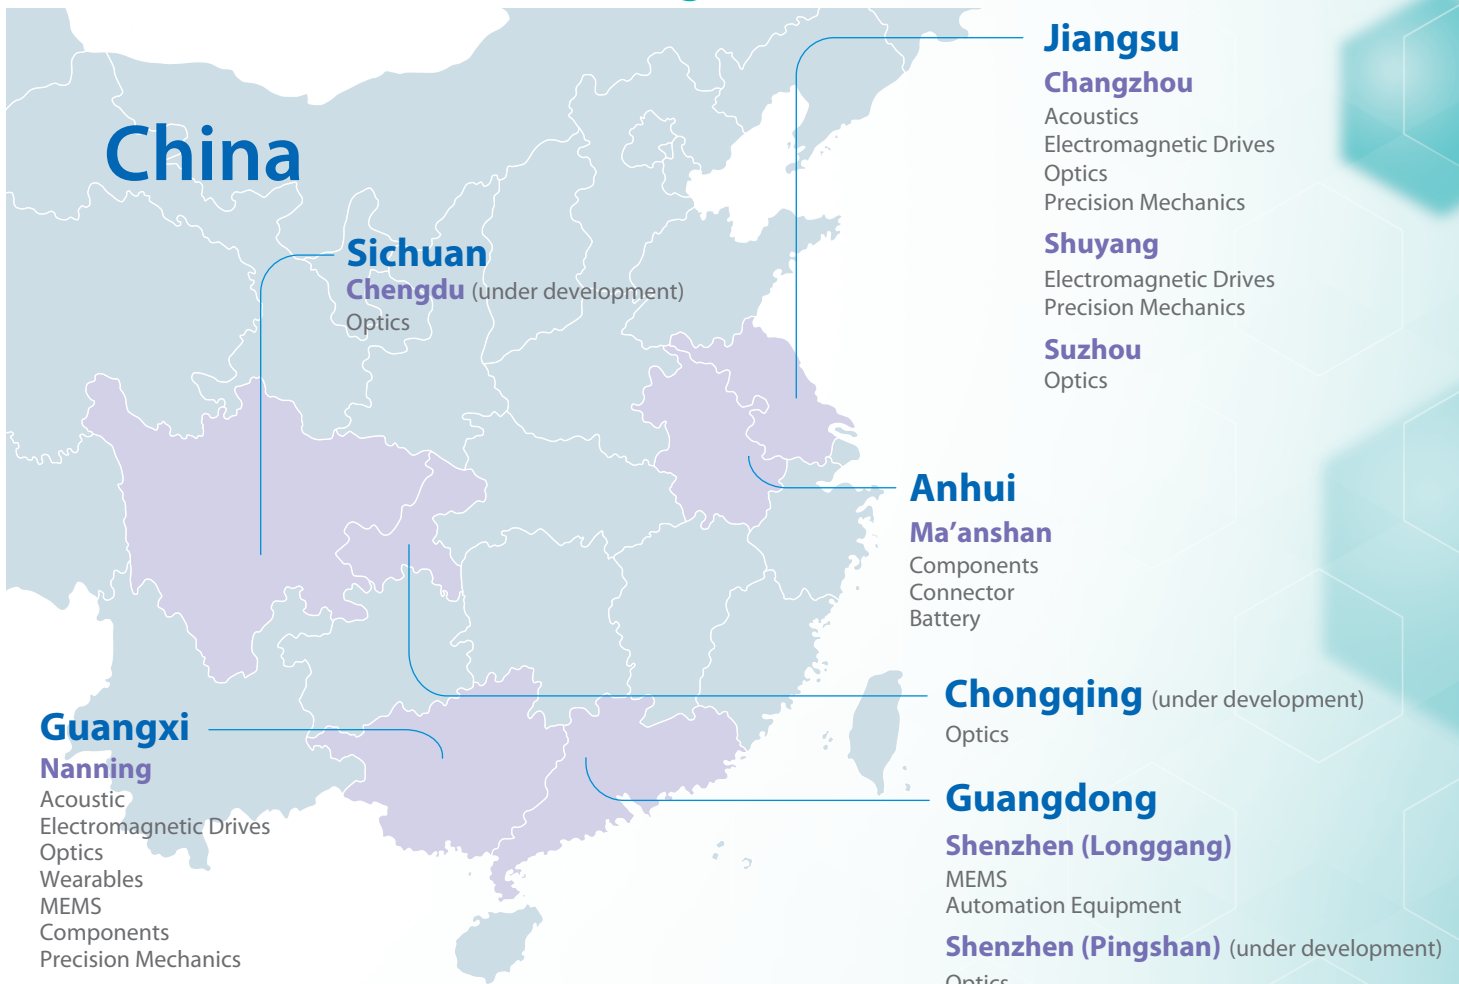 China
Sichuan
Chengdu (under development)
Optics
Guangxi
Nanning
Acoustic
Electromagnetic Drives
Optics
Wearables
MEMS
Components
Precision Mechanics
Jiangsu
Changzhou
Acoustics
Electromagnetic Drives
Optics
Precision Mechanics
Shuyang
Electromagnetic Drives
Precision Mechanics
Suzhou
Optics
Anhui
Ma’anshan
Components
Connector
Battery
Chongqing (under development)
Optics
Guangdong
Shenzhen (Longgang)
MEMS
Automation Equipment
Shenzhen (Pingshan) (under development)
Optics